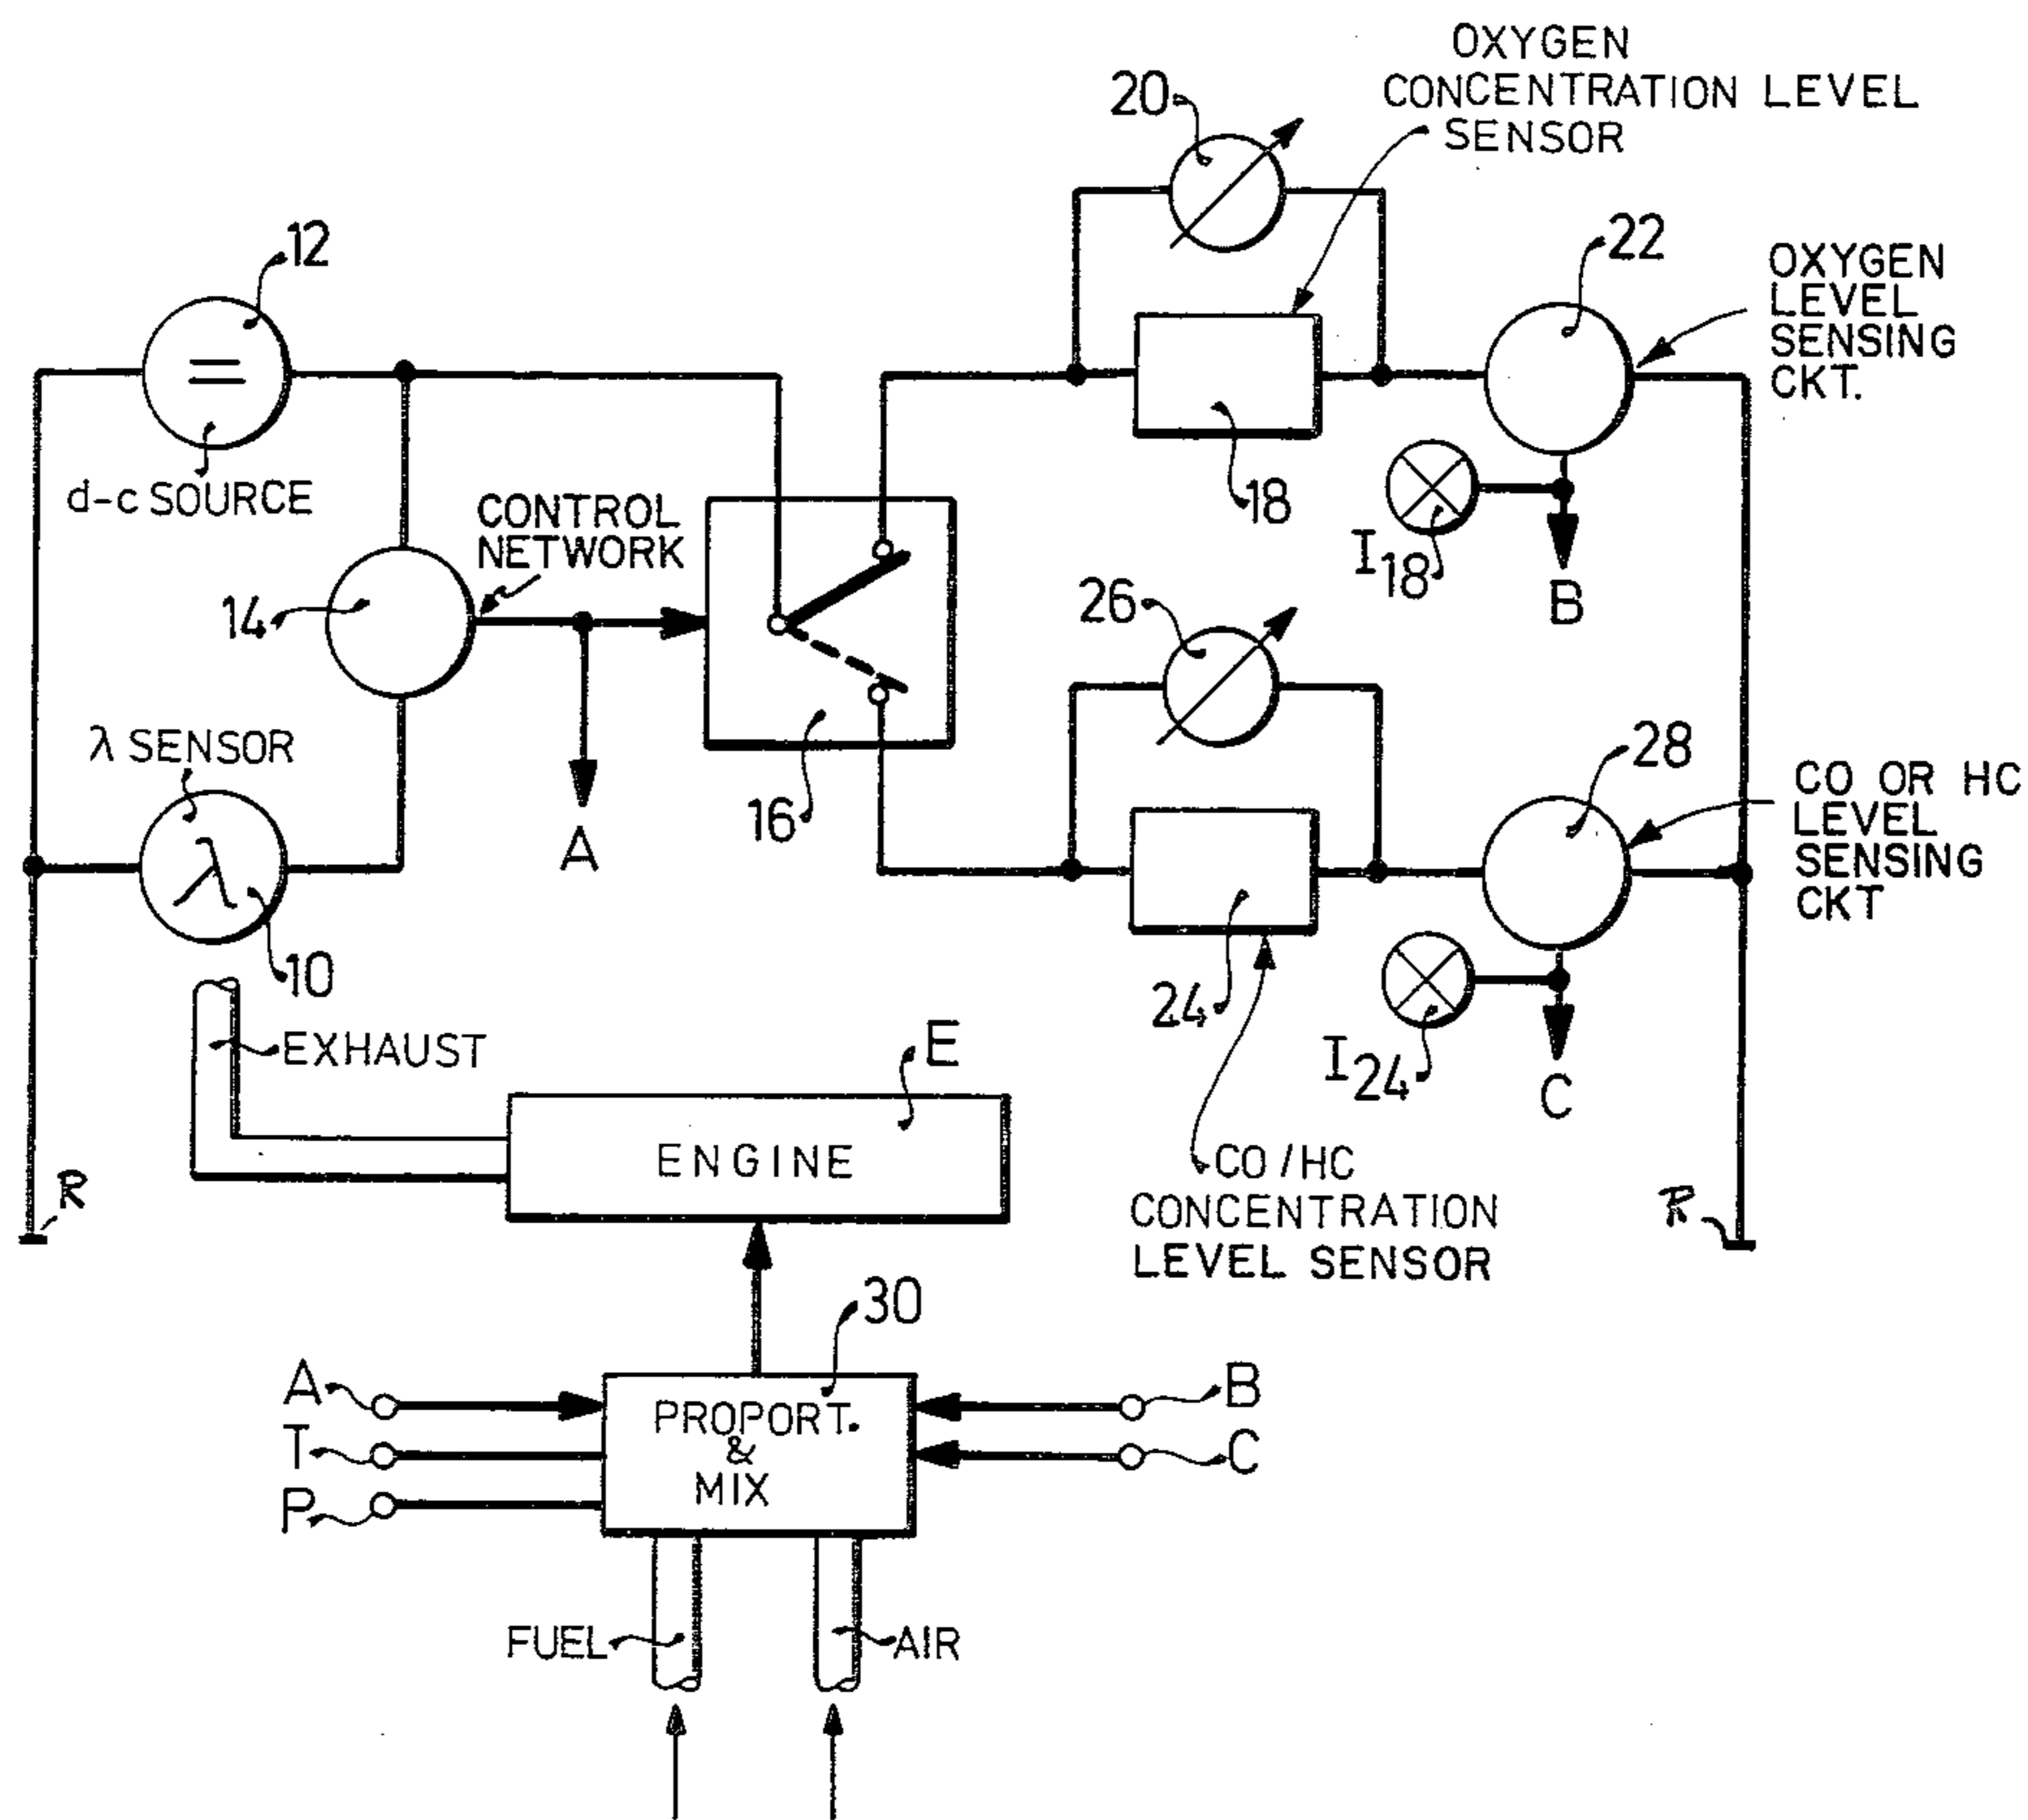 OXYGEN
CONCENTRATION LEVEL
SENSOR
20
12
22
OXYGEN
LEVEL
SENSING
CKT.
=
d-c SOURCE
CONTROL
NETWORK
18
I18
B
14
26
λ SENSOR
16
A
28
CO OR HC
LEVEL
SENSING
CKT
λ
10
24
I24
C
EXHAUST
E
ENGINE
CO/HC
CONCENTRATION
LEVEL SENSOR
R
R
30
A
T
P
PROPORT.
&
MIX
B
C
FUEL
AIR